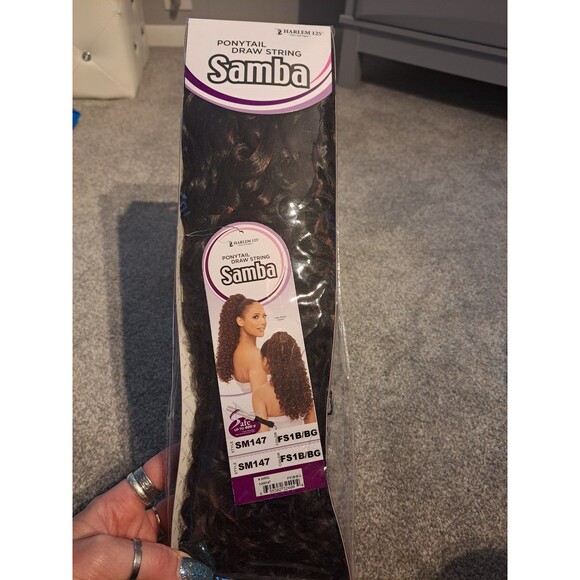 HARLEM 125
PONYTAIL
DRAW STRING
Samba
HARLEM 125
PONYTAIL
DRAW STRING
Samba
SM147
FS1B/BG
SM147
FS1B/BG